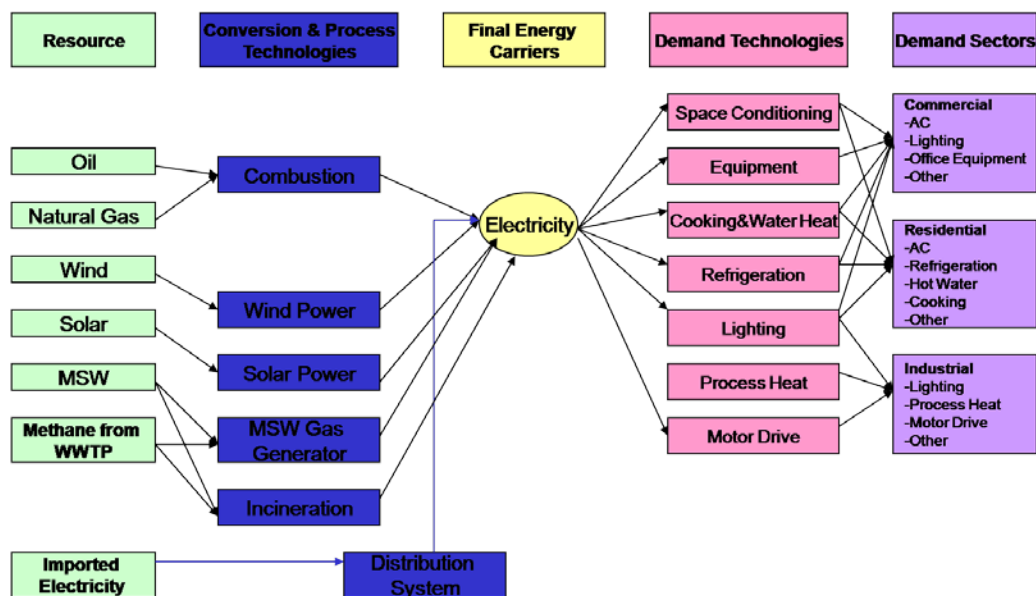 Resource
Conversion & Process
Technologies
Final Energy
Carriers
Demand Technologies
Demand Sectors
Oil
Natural Gas
Wind
Solar
MSW
Methane from
WWTP
Imported
Electricity
Combustion
Wind Power
Solar Power
MSW Gas
Generator
Incineration
Distribution
System
Electricity
Space Conditioning
Equipment
Cooking&Water Heat
Refrigeration
Lighting
Process Heat
Motor Drive
Commercial
-AC
-Lighting
-Office Equipment
-Other
Residential
-AC
-Refrigeration
-Hot Water
-Cooking
-Other
Industrial
-Lighting
-Process Heat
-Motor Drive
-Other